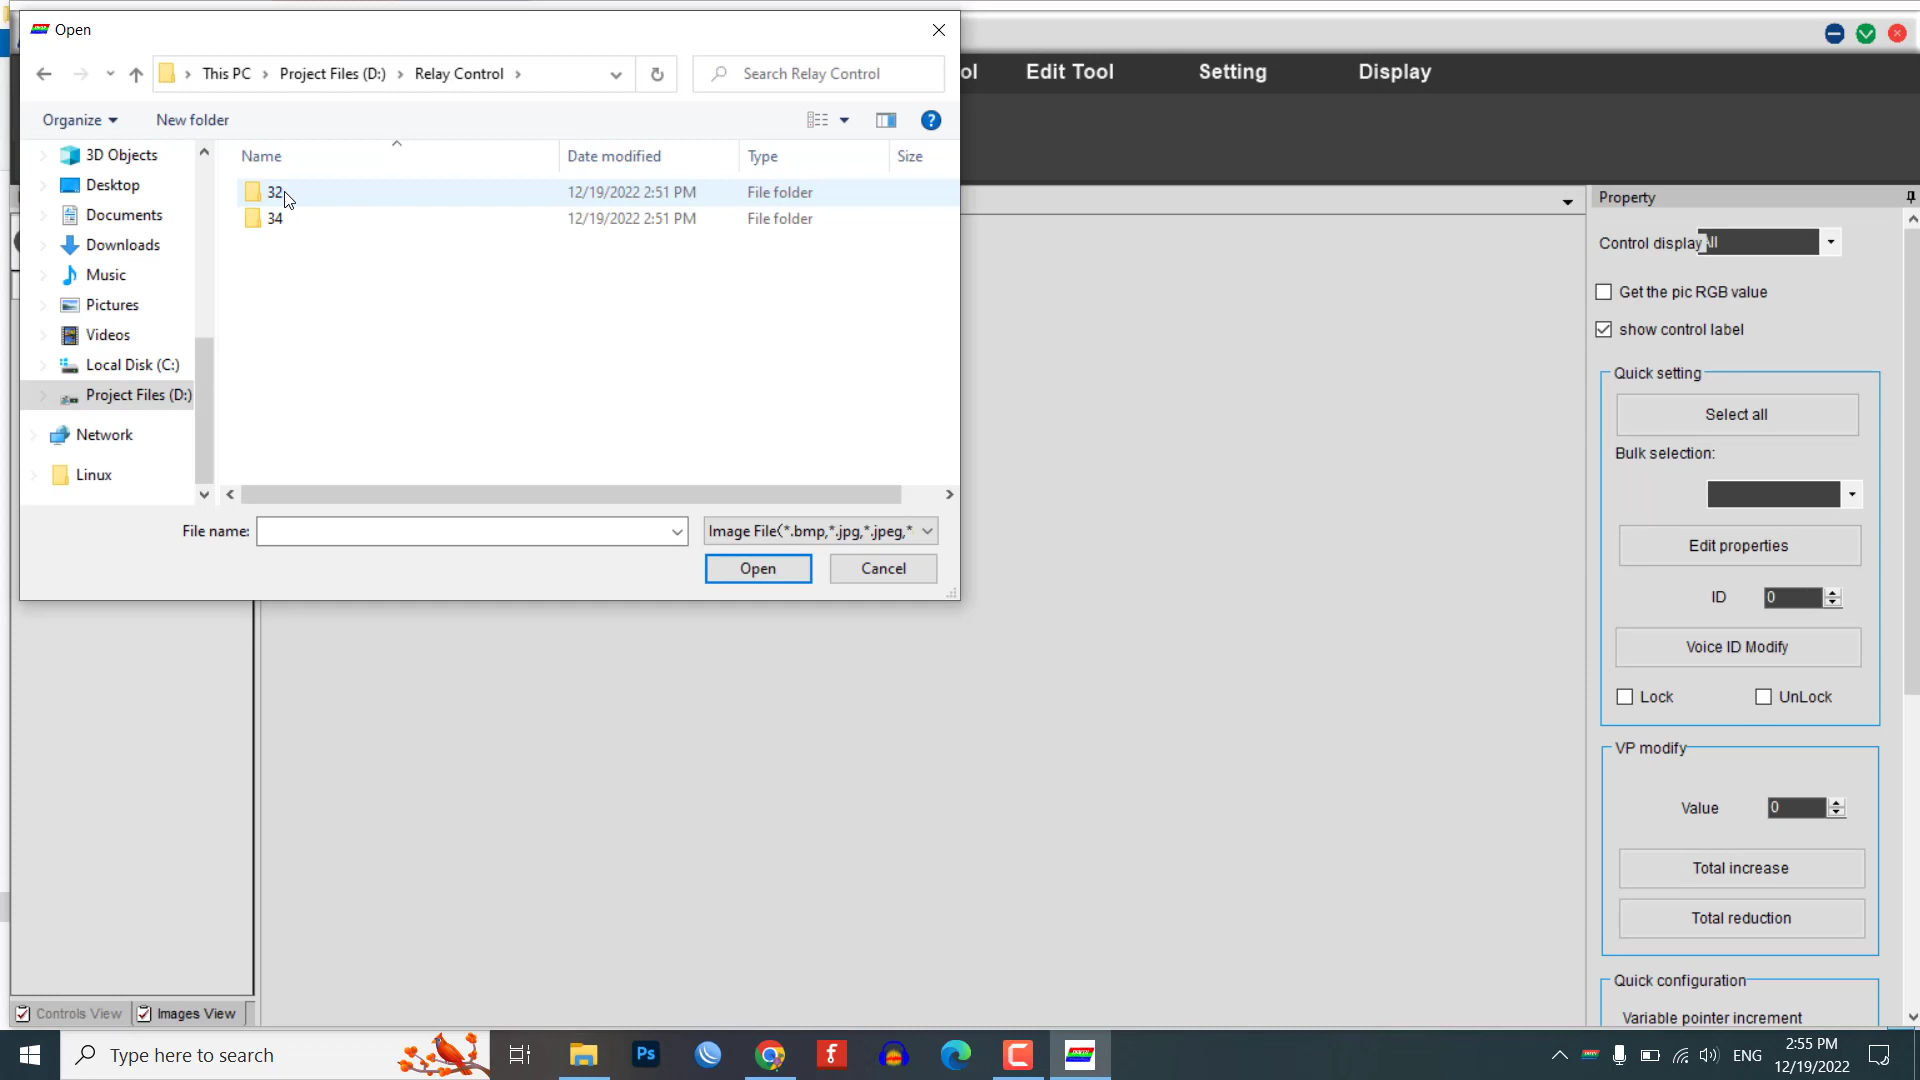 Open
This PC > Project Files (D:) > Relay Control >
Search Relay Control
ol
Edit Tool
Setting
Display
Organize
New folder
Name
Date modified
Type
Size
3D Objects
Desktop
Documents
Downloads
Music
Pictures
Videos
Local Disk (C:)
Project Files (D:)
Network
Linux
32
12/19/2022 2:51 PM
File folder
34
12/19/2022 2:51 PM
File folder
File name:
Image File(*.bmp,*.jpg,*.jpeg,*
Open
Cancel
Property
Control display
ll
Get the pic RGB value
show control label
Quick setting
Select all
Bulk selection:
Edit properties
ID
0
Voice ID Modify
Lock
UnLock
VP modify
Value
0
Total increase
Total reduction
Quick configuration
Variable pointer increment
Controls View
Images View
Type here to search
Ps
ENG
2:55 PM
12/19/2022